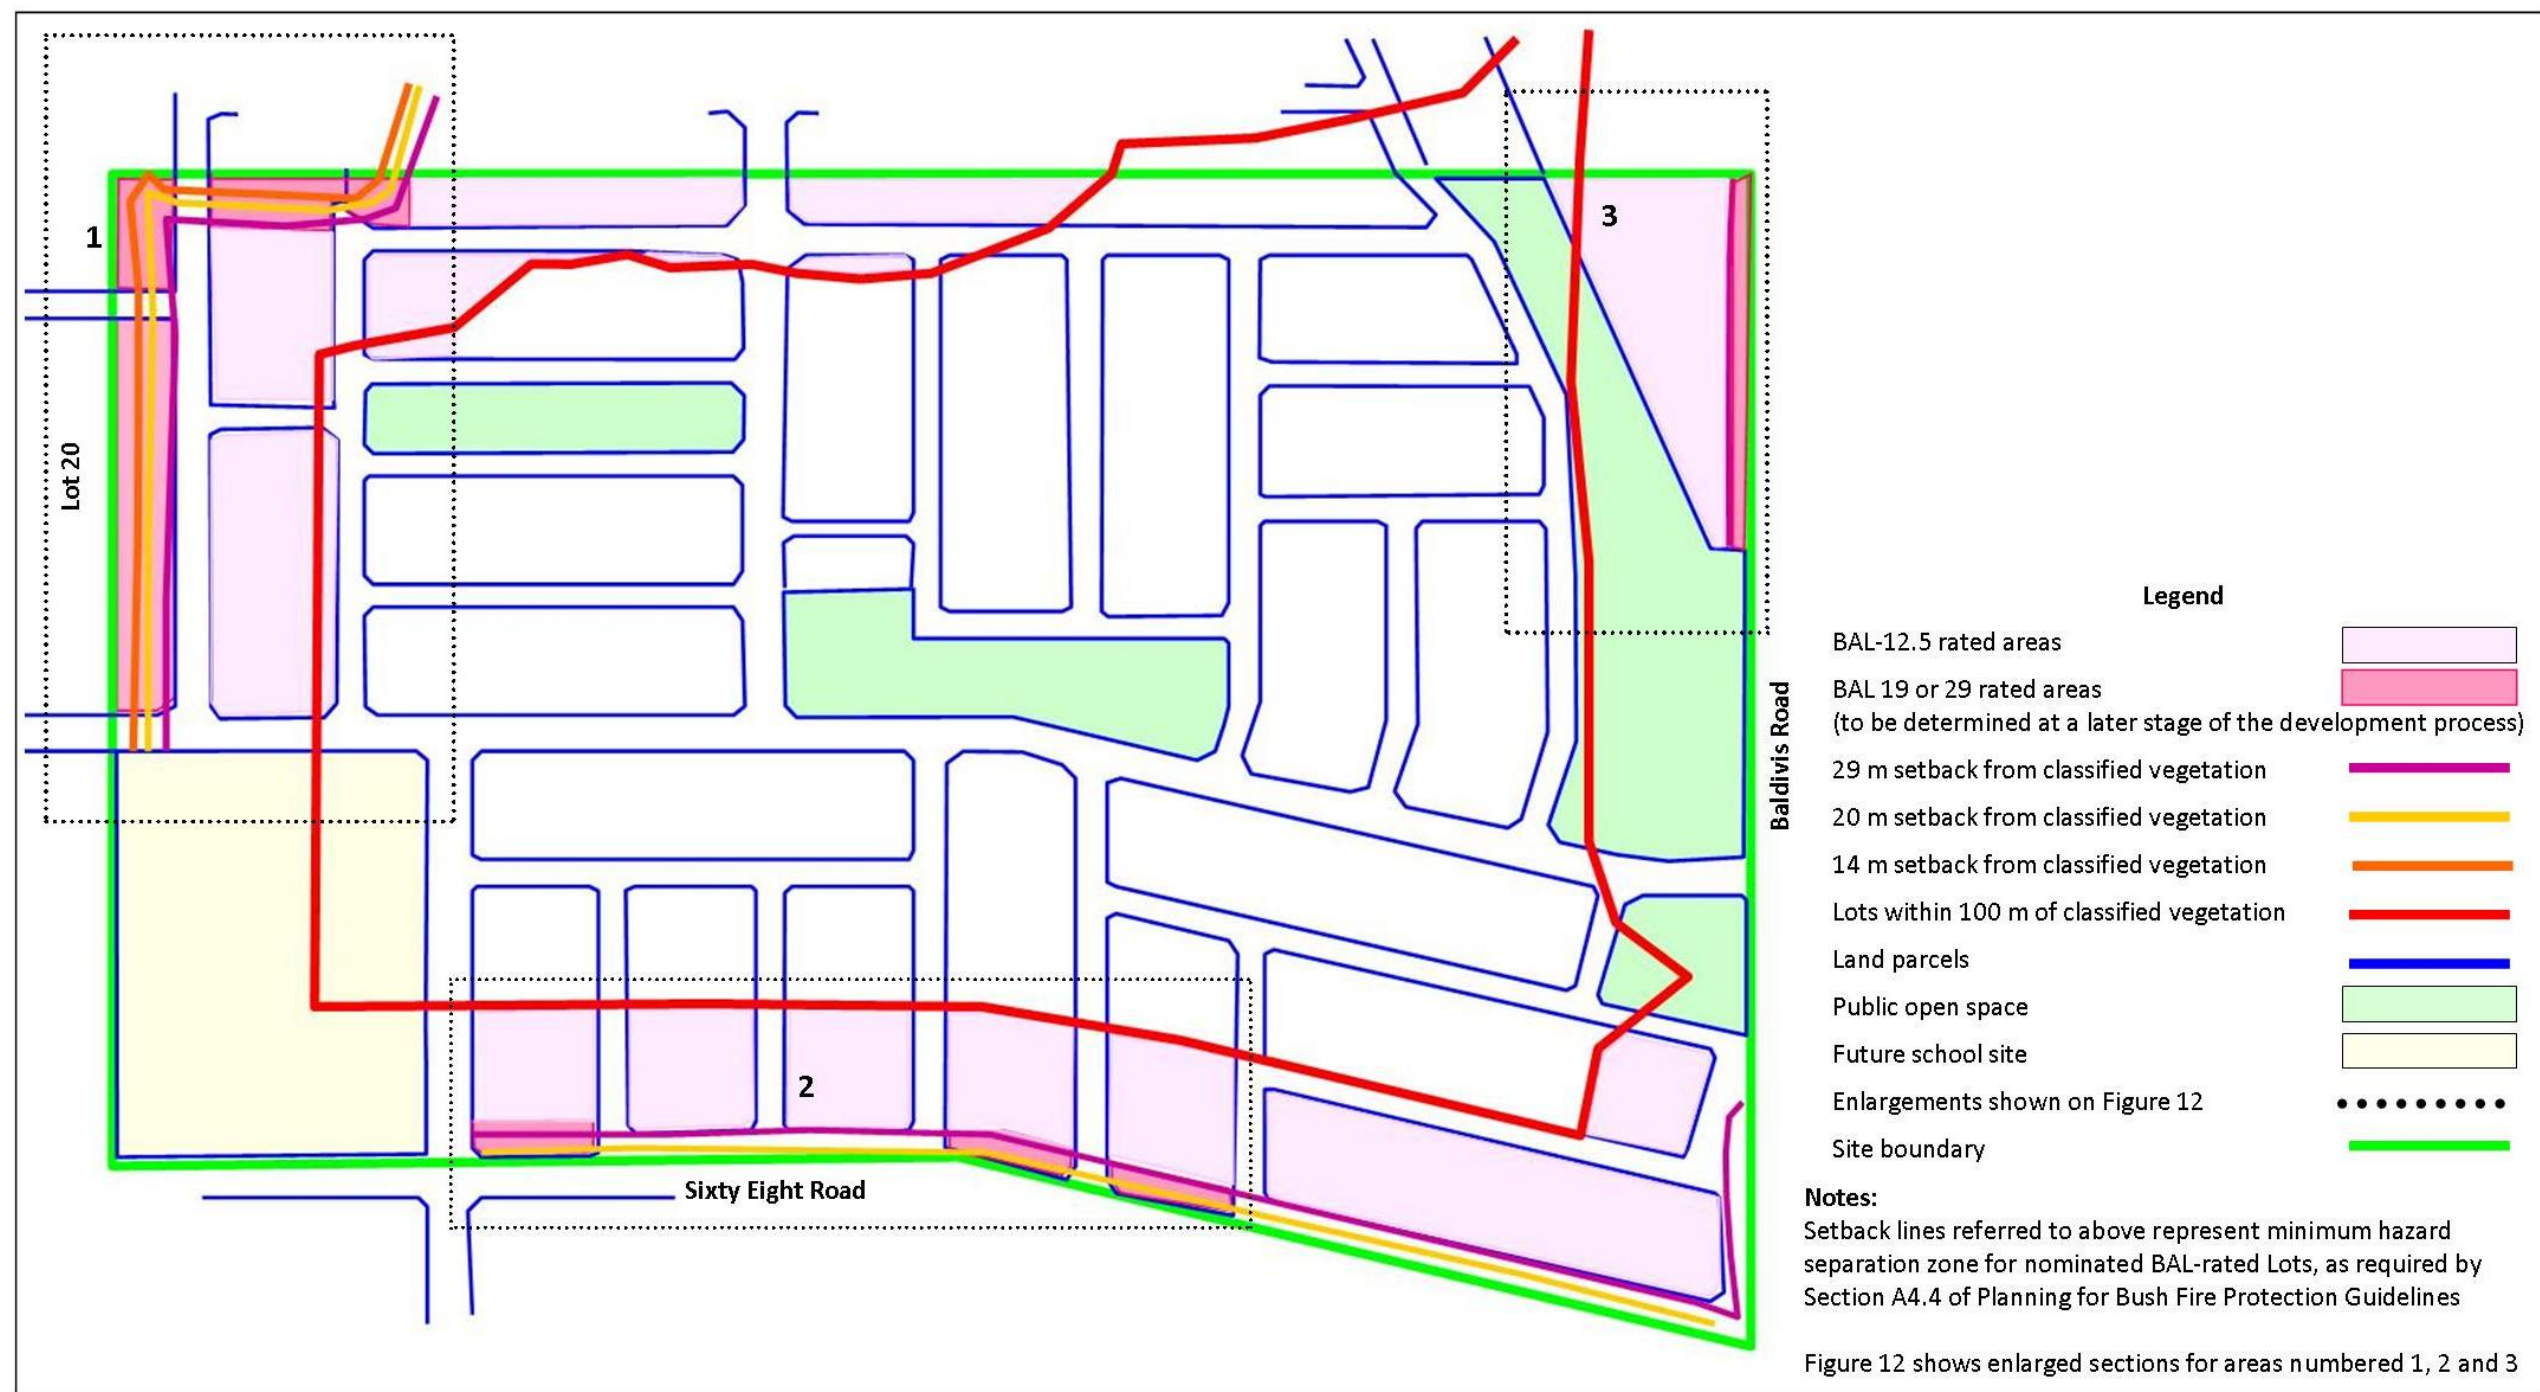 1
3
Lot 20
2
Sixty Eight Road
Baldivis Road
Legend
BAL-12.5 rated areas
BAL 19 or 29 rated areas
(to be determined at a later stage of the development process)
29 m setback from classified vegetation
20 m setback from classified vegetation
14 m setback from classified vegetation
Lots within 100 m of classified vegetation
Land parcels
Public open space
Future school site
Enlargements shown on Figure 12
Site boundary
Notes:
Setback lines referred to above represent minimum hazard
separation zone for nominated BAL-rated Lots, as required by
Section A4.4 of Planning for Bush Fire Protection Guidelines
Figure 12 shows enlarged sections for areas numbered 1, 2 and 3